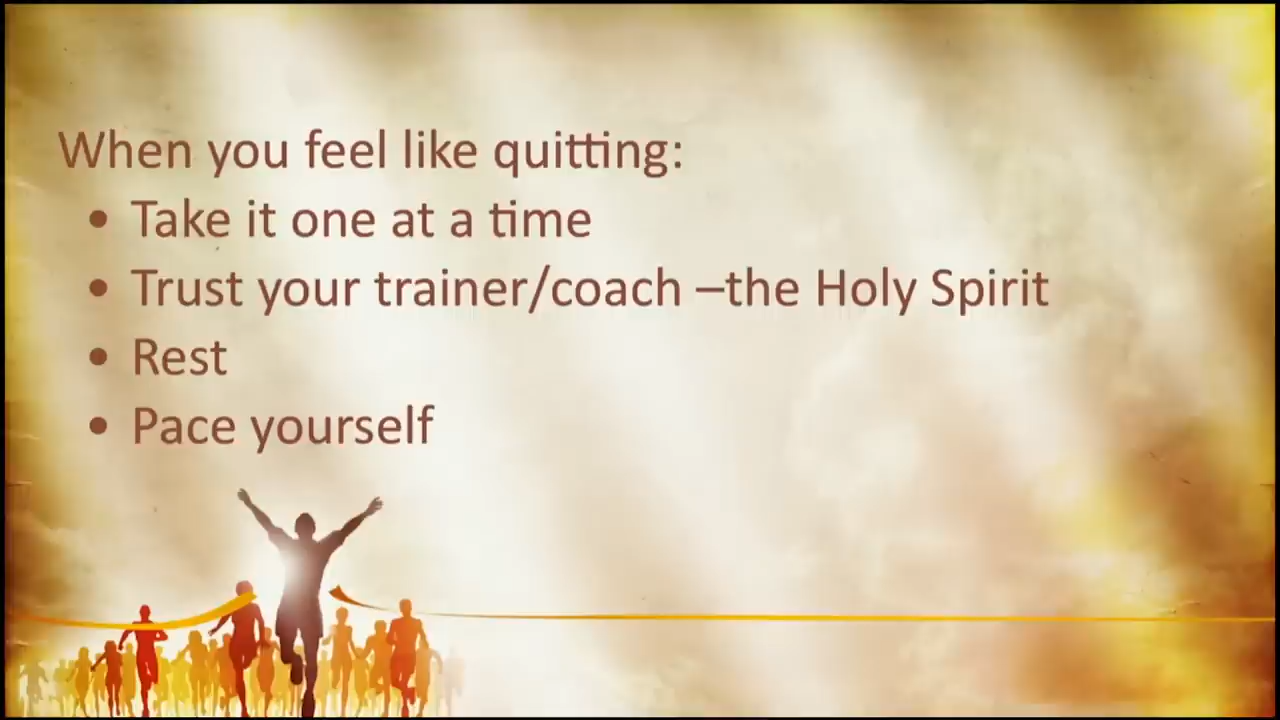 When you feel like quitting:
• Take it one at a time
• Trust your trainer/coach –the Holy Spirit
• Rest
• Pace yourself